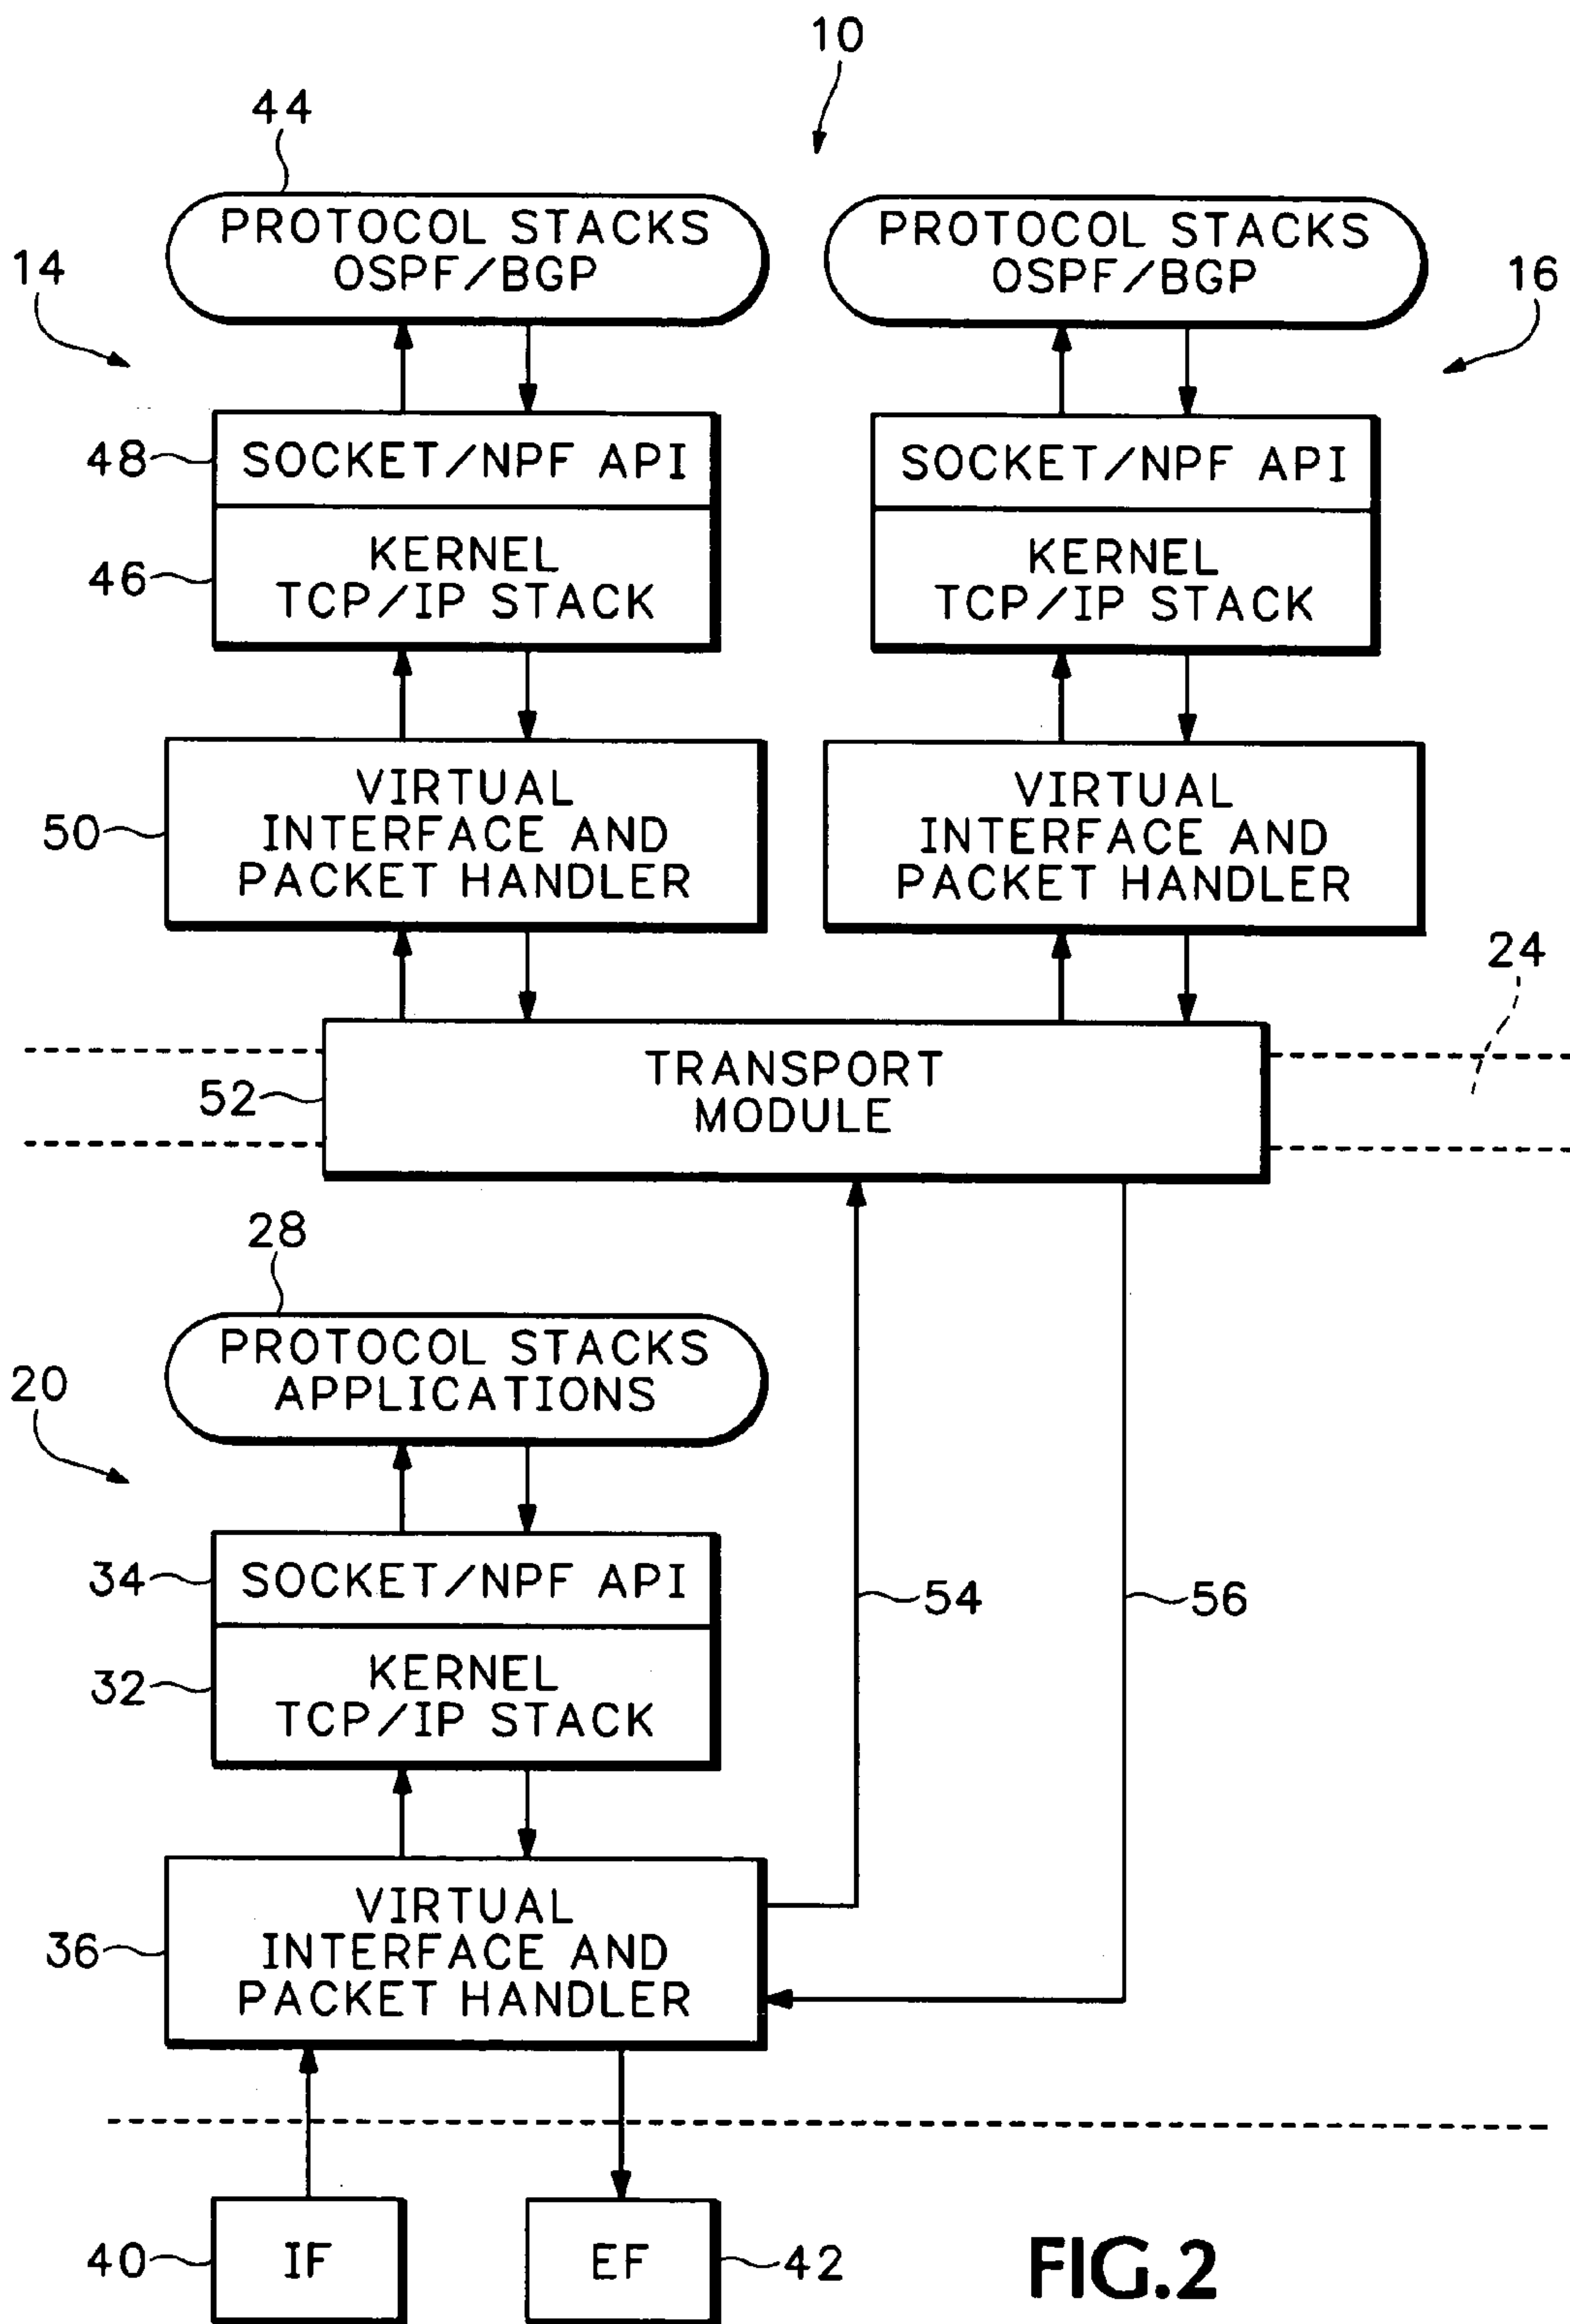 10
44
PROTOCOL STACKS
OSPF/BGP
PROTOCOL STACKS
OSPF/BGP
14
16
48
SOCKET/NPF API
SOCKET/NPF API
46
KERNEL
TCP/IP STACK
KERNEL
TCP/IP STACK
50
VIRTUAL
INTERFACE AND
PACKET HANDLER
VIRTUAL
INTERFACE AND
PACKET HANDLER
24
52
TRANSPORT
MODULE
28
PROTOCOL STACKS
APPLICATIONS
20
34
SOCKET/NPF API
54
56
32
KERNEL
TCP/IP STACK
36
VIRTUAL
INTERFACE AND
PACKET HANDLER
40
IF
EF
42
FIG.2